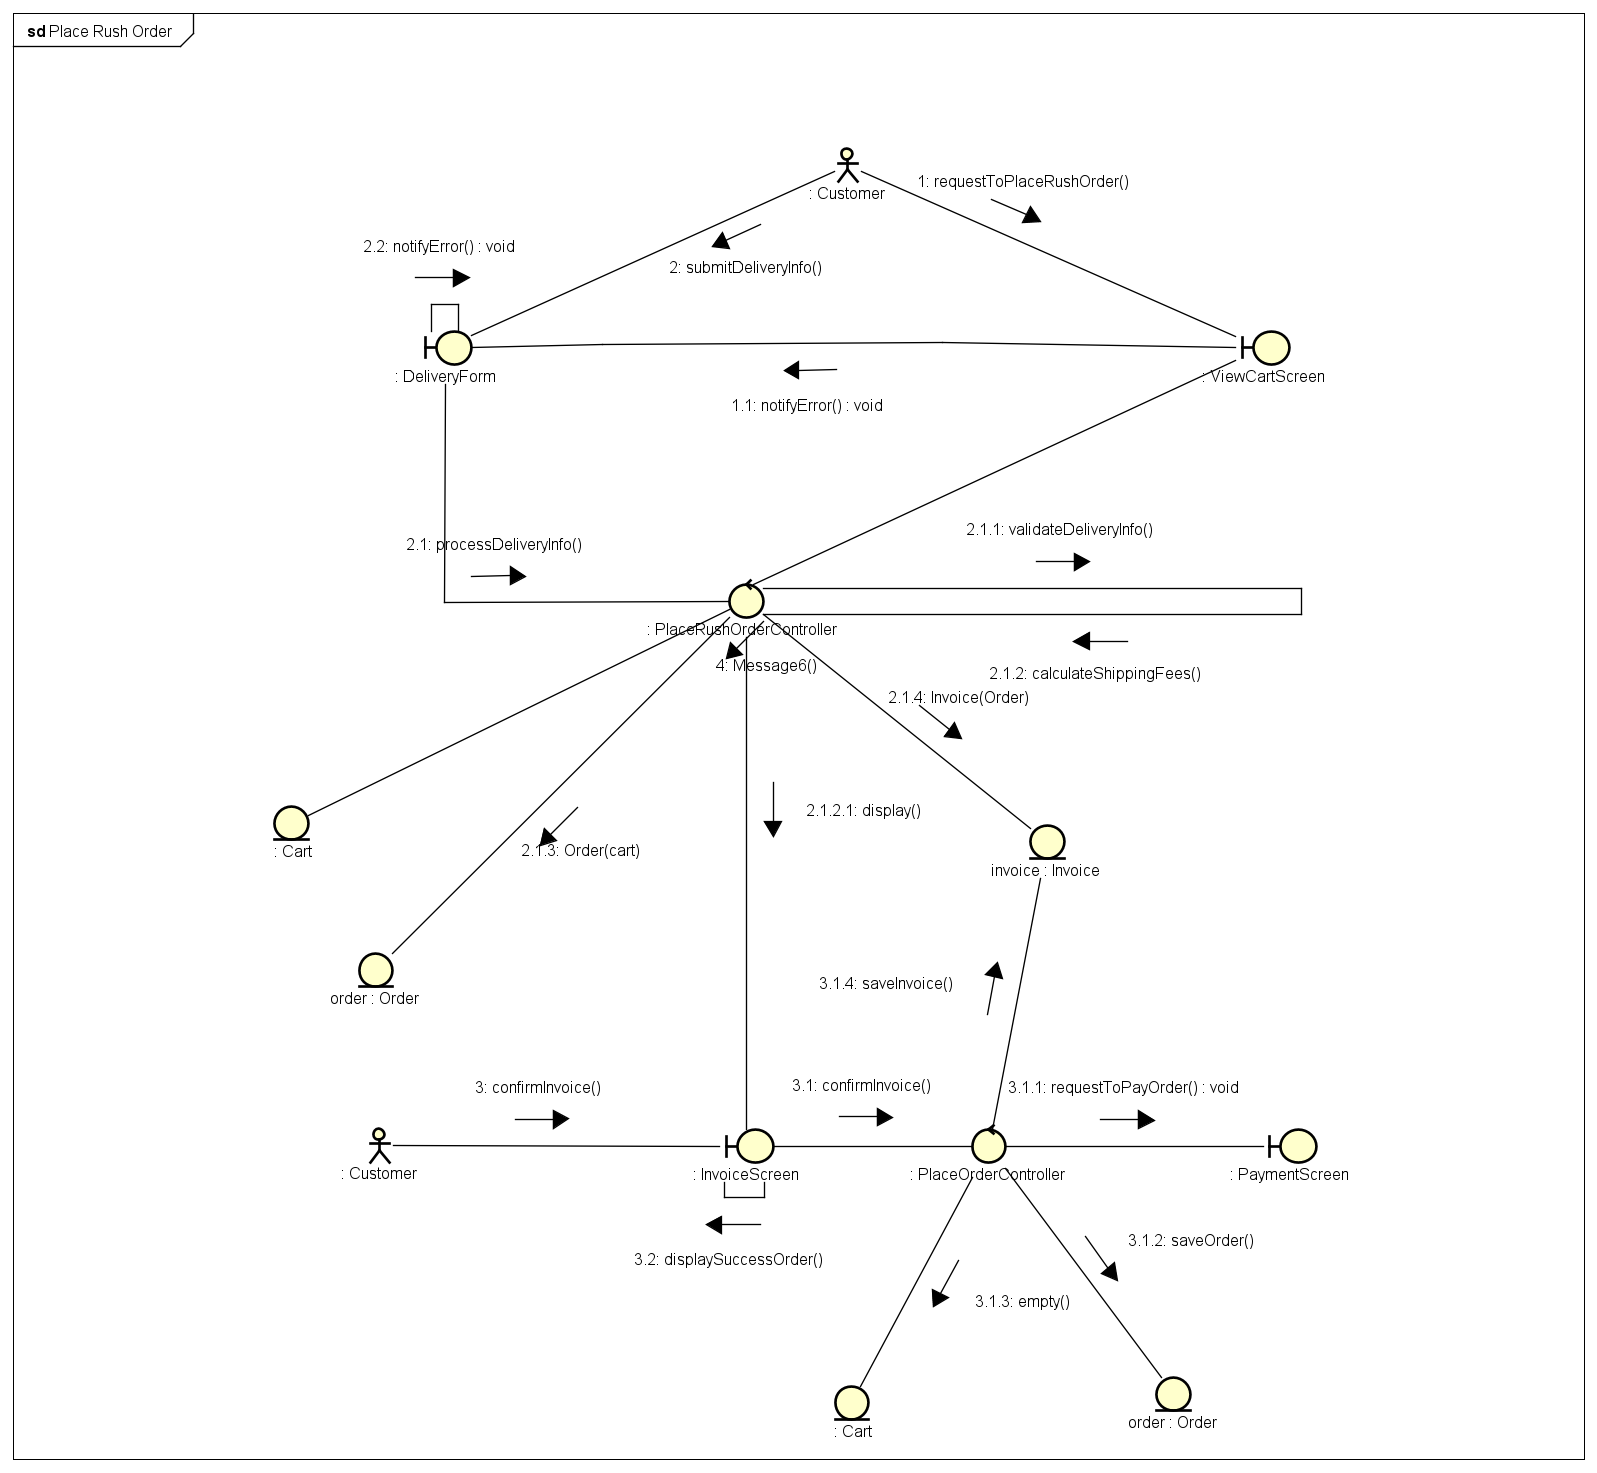 sd Place Rush Order
: Customer
1: requestToPlaceRushOrder()
2.2: notifyError() : void
2: submitDeliveryInfo()
: DeliveryForm
: ViewCartScreen
1.1: notifyError() : void
2.1: processDeliveryInfo()
2.1.1: validateDeliveryInfo()
: PlaceRushOrderController
4: Message6()
2.1.2: calculateShippingFees()
2.1.4: Invoice(Order)
2.1.2.1: display()
: Cart
2.1.3: Order(cart)
invoice : Invoice
order : Order
3.1.4: saveInvoice()
3: confirmInvoice()
3.1: confirmInvoice()
3.1.1: requestToPayOrder() : void
: Customer
: InvoiceScreen
: PlaceOrderController
: PaymentScreen
3.2: displaySuccessOrder()
3.1.2: saveOrder()
3.1.3: empty()
: Cart
order : Order